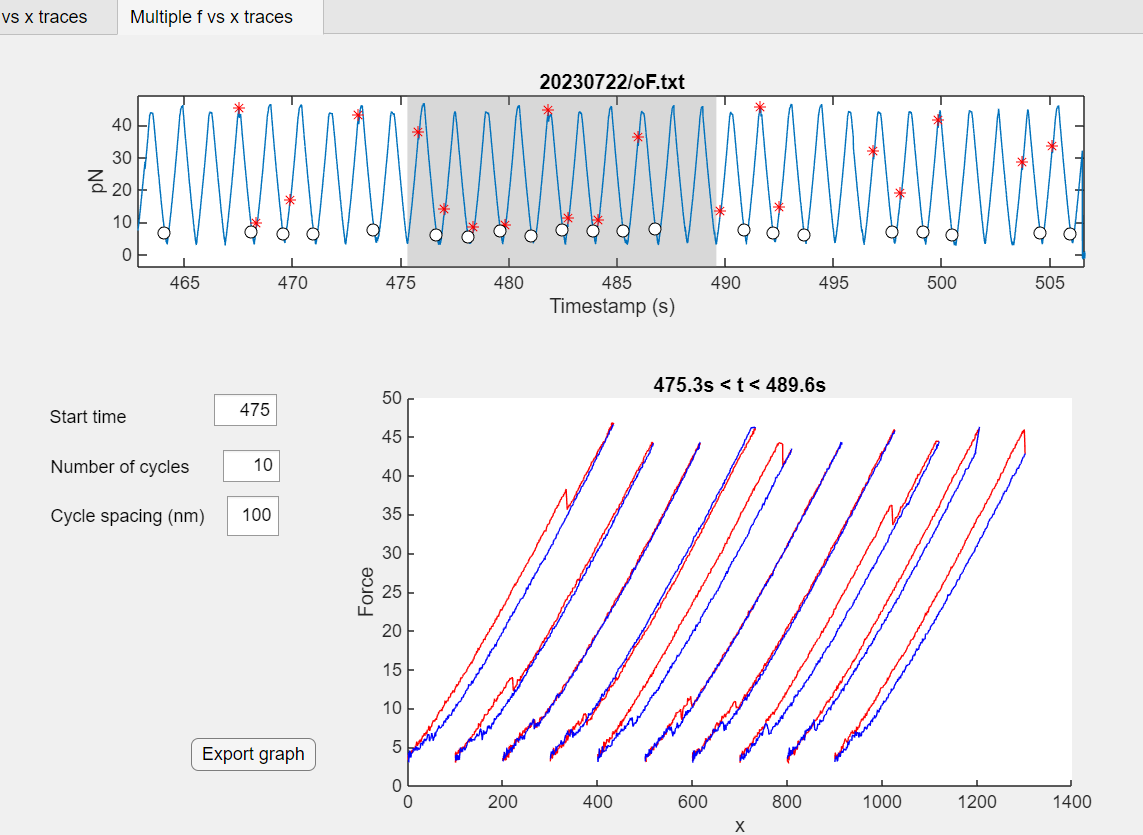 vs x traces
Multiple f vs x traces
20230722/oF.txt
40
30
20
10
0
pN
465 470 475 480 485 490 495 500 505
Timestamp (s)
Start time 475
Number of cycles 10
Cycle spacing (nm) 100
Export graph
475.3s < t < 489.6s
50
45
40
35
30
25
20
15
10
5
0
Force
0 200 400 600 800 1000 1200 1400
x